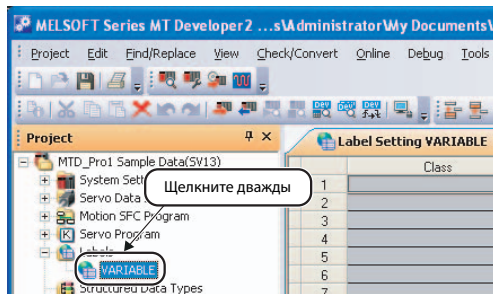 MELSOFT Series MT Developer2 ...s\Administrator\My Documents\
Project Edit Find/Replace View Check/Convert Online Debug Tools
Project
Label Setting VARIABLE
MTD_Pro1 Sample Data(SV13)
Class
System Sett
Щелкните дважды
1
Servo Data
2
Motion SFC Program
3
Servo Program
4
Labels
5
VARIABLE
6
Structured Data Types
7